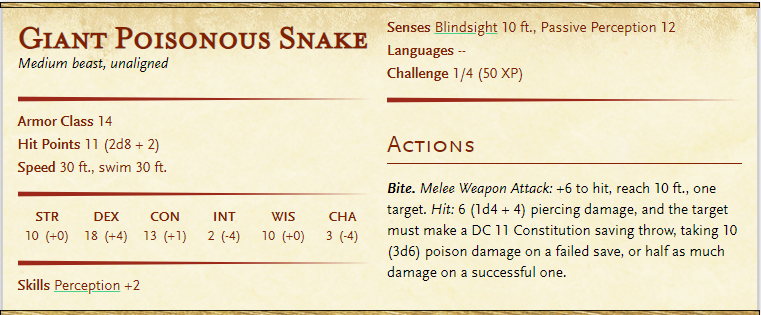 Giant Poisonous Snake
Medium beast, unaligned
Armor Class 14
Hit Points 11 (2d8 + 2)
Speed 30 ft., swim 30 ft.
STR DEX CON INT WIS CHA
10 (+0) 18 (+4) 13 (+1) 2 (-4) 10 (+0) 3 (-4)
Skills Perception +2
Senses Blindsight 10 ft., Passive Perception 12
Languages --
Challenge 1/4 (50 XP)
Actions
Bite. Melee Weapon Attack: +6 to hit, reach 10 ft., one
target. Hit: 6 (1d4 + 4) piercing damage, and the target
must make a DC 11 Constitution saving throw, taking 10
(3d6) poison damage on a failed save, or half as much
damage on a successful one.